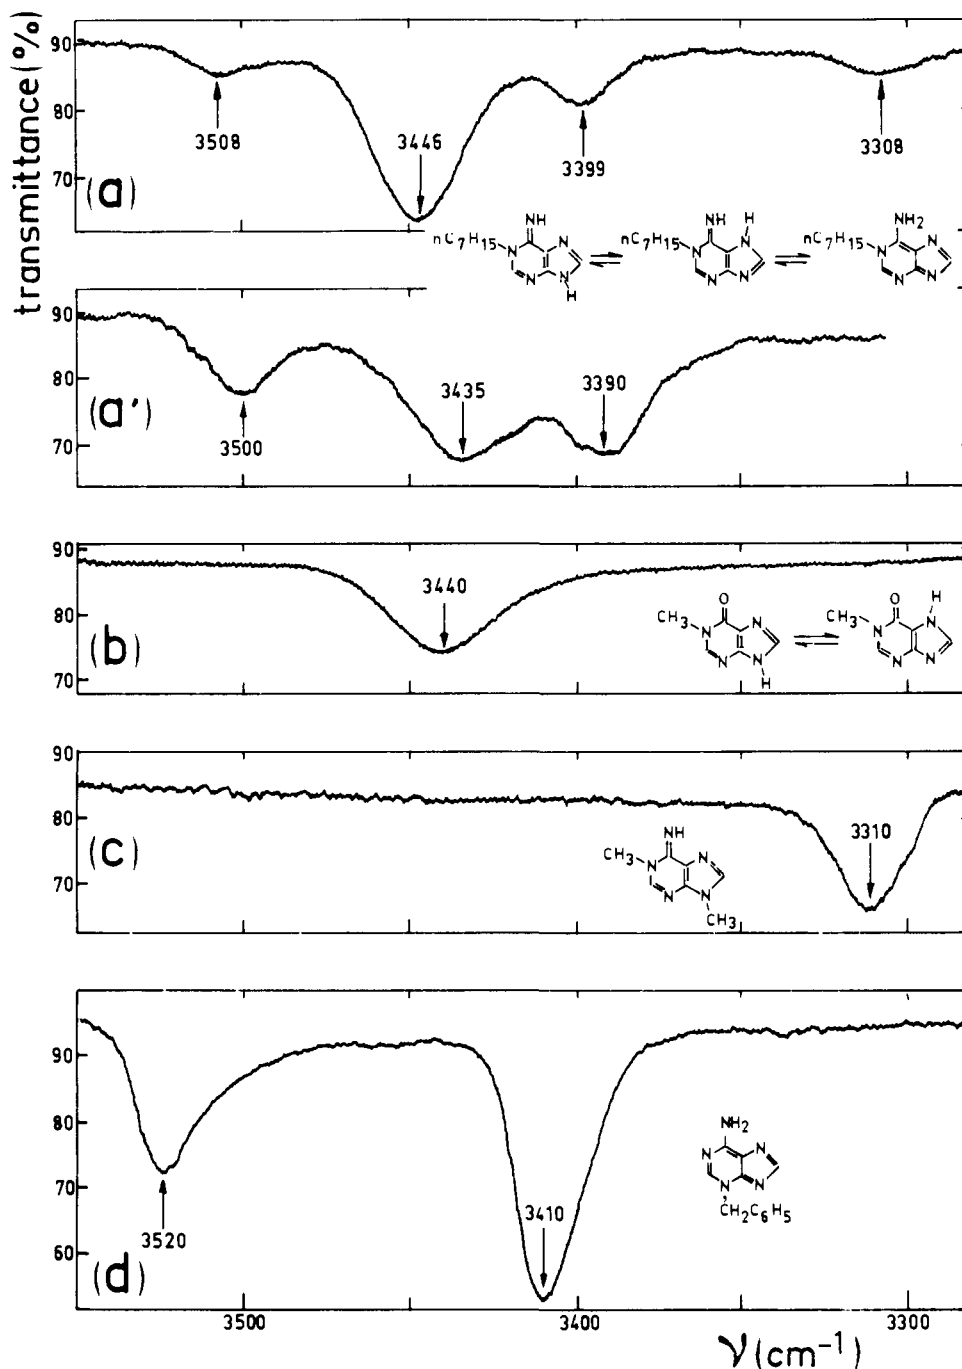 transmittance (%)
90
80
70
(a)
3508
3446
3399
3308
NH
nC7H15
N
N
N
N
H
⇌
NH
H
nC7H15
N
N
N
N
⇌
NH2
nC7H15
N
N
N
N
90
80
70
(a')
3500
3435
3390
90
80
70
(b)
3440
O
CH3
N
N
N
N
H
⇌
O
H
CH3
N
N
N
N
90
80
70
(c)
3310
NH
CH3
N
N
N
N
CH3
90
80
70
60
(d)
3520
3410
NH2
N
N
N
N
CH2C6H5
3500
3400
3300
ν (cm⁻¹)